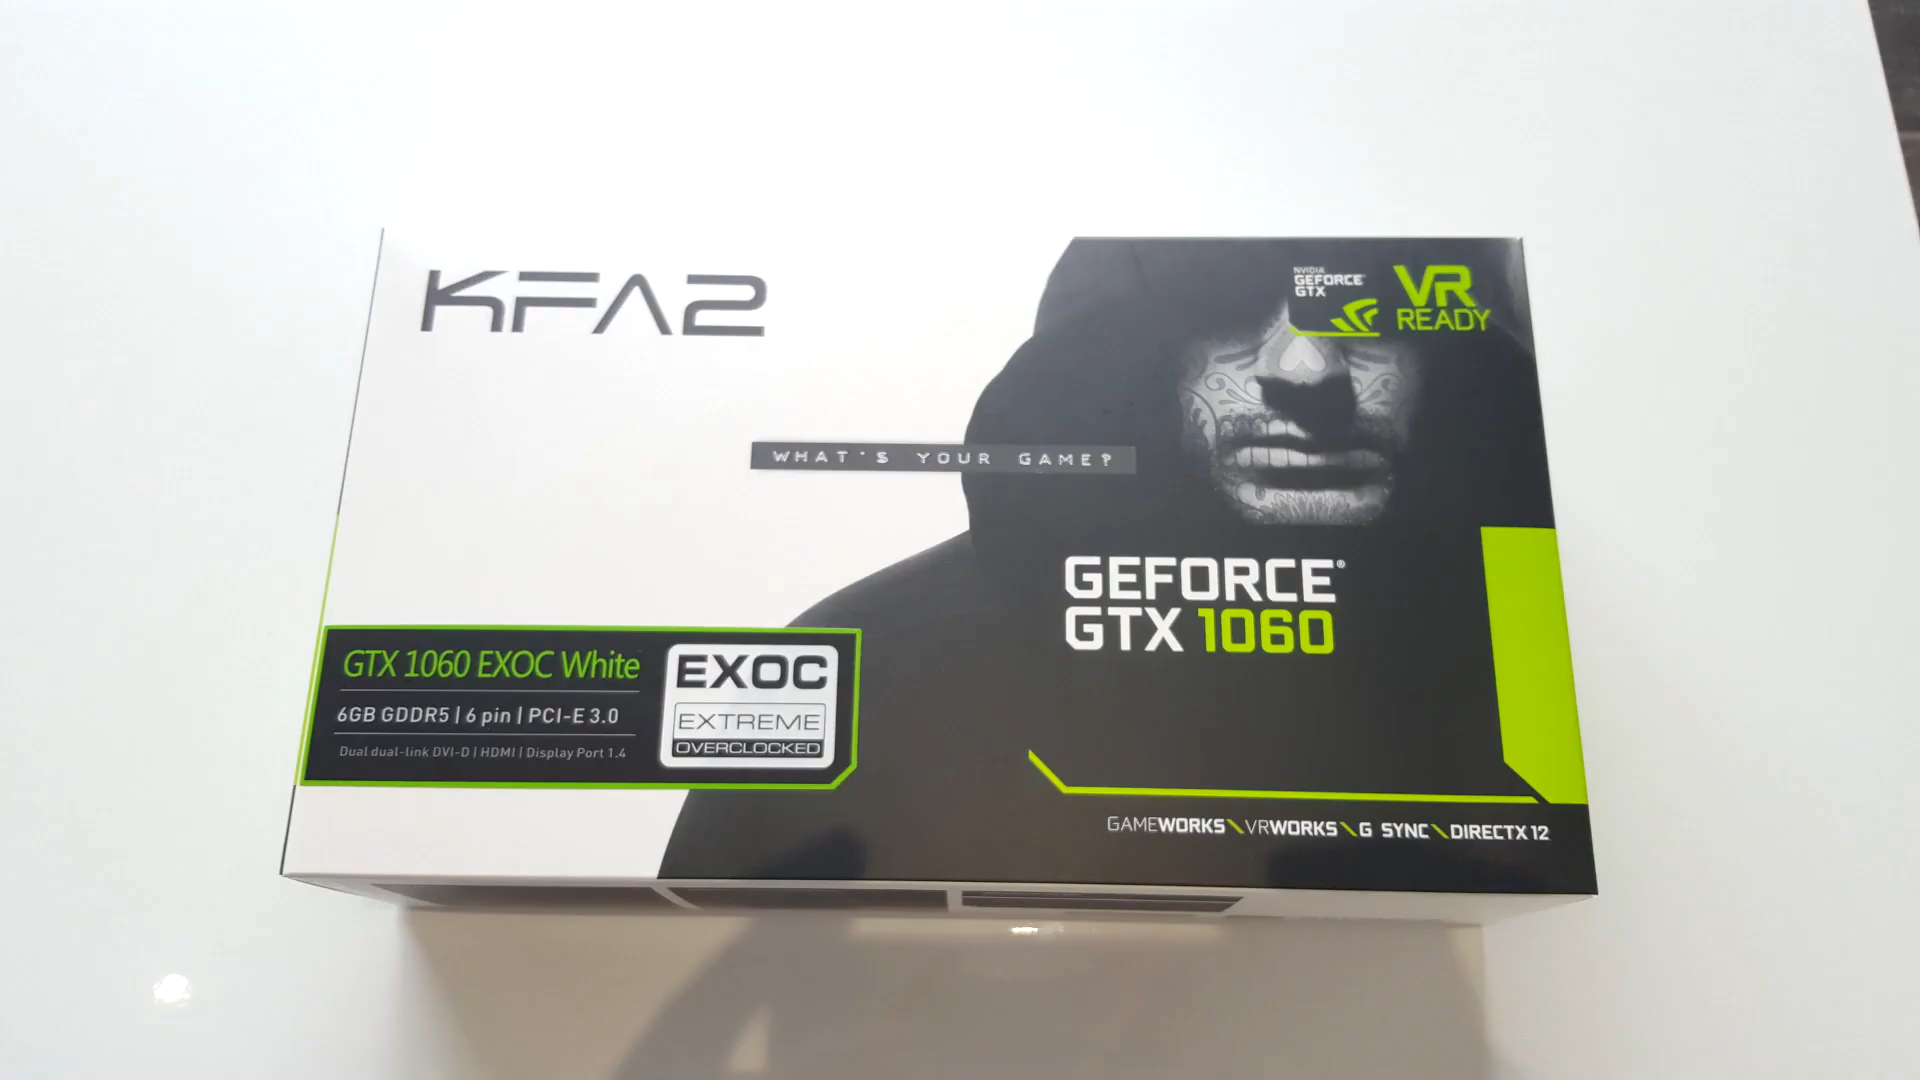 KFA2
NVIDIA
GEFORCE
GTX
VR
READY
WHAT'S YOUR GAME?
GEFORCE®
GTX 1060
GTX 1060 EXOC White
6GB GDDR5 | 6 pin | PCI-E 3.0
Dual dual-link DVI-D | HDMI | Display Port 1.4
EXOC
EXTREME
OVERCLOCKED
GAMEWORKS \ VRWORKS \ G SYNC \ DIRECTX 12